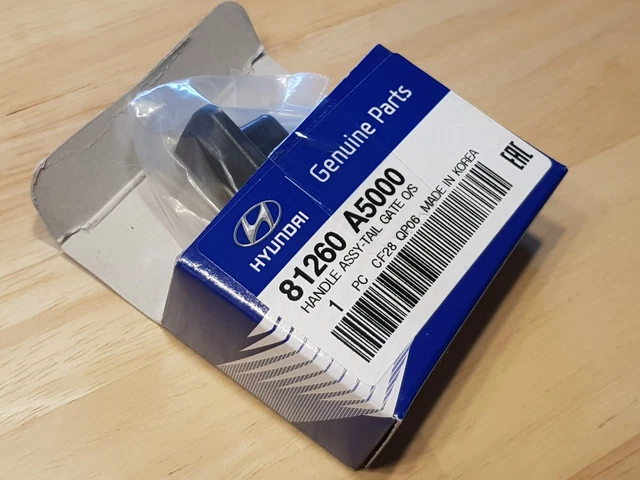 Genuine Parts
HYUNDAI
81260 A5000
HANDLE ASSY-TAIL GATE O/S
1 PC CF28 QP06 .MADE IN KOREA
EAC